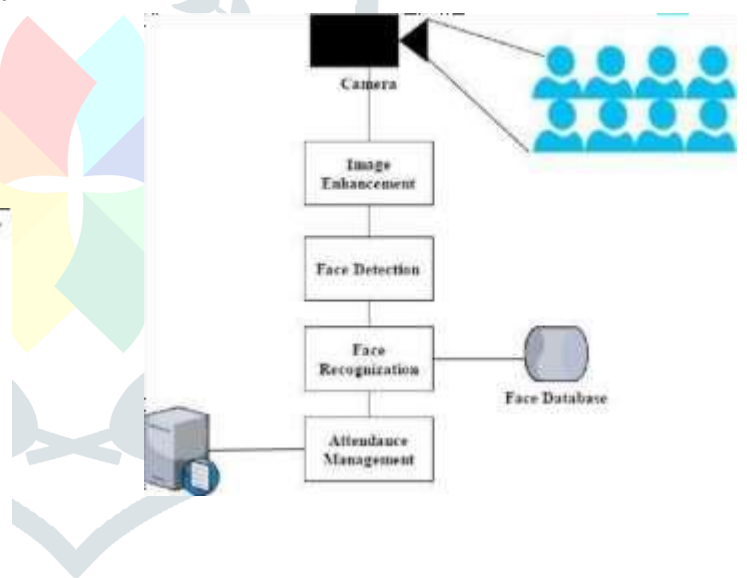 Camera
Image
Enhancement
Face Detection
Face
Recognization
Face Database
Attendance
Management